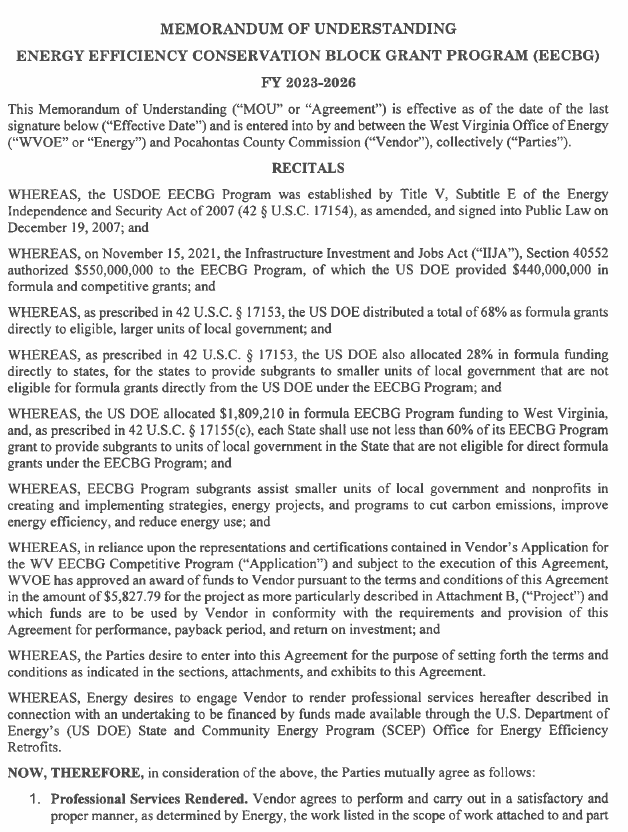 MEMORANDUM OF UNDERSTANDING
ENERGY EFFICIENCY CONSERVATION BLOCK GRANT PROGRAM (EECBG)
FY 2023-2026
This Memorandum of Understanding (“MOU” or “Agreement”) is effective as of the date of the last
signature below (“Effective Date”) and is entered into by and between the West Virginia Office of Energy
(“WVOE” or “Energy”) and Pocahontas County Commission (“Vendor”), collectively (“Parties”).
RECITALS
WHEREAS, the USDOE EECBG Program was established by Title V, Subtitle E of the Energy
Independence and Security Act of 2007 (42 § U.S.C. 17154), as amended, and signed into Public Law on
December 19, 2007; and
WHEREAS, on November 15, 2021, the Infrastructure Investment and Jobs Act (“IIJA”), Section 40552
authorized $550,000,000 to the EECBG Program, of which the US DOE provided $440,000,000 in
formula and competitive grants; and
WHEREAS, as prescribed in 42 U.S.C. § 17153, the US DOE distributed a total of 68% as formula grants
directly to eligible, larger units of local government; and
WHEREAS, as prescribed in 42 U.S.C. § 17153, the US DOE also allocated 28% in formula funding
directly to states, for the states to provide subgrants to smaller units of local government that are not
eligible for formula grants directly from the US DOE under the EECBG Program; and
WHEREAS, the US DOE allocated $1,809,210 in formula EECBG Program funding to West Virginia,
and, as prescribed in 42 U.S.C. § 17155(c), each State shall use not less than 60% of its EECBG Program
grant to provide subgrants to units of local government in the State that are not eligible for direct formula
grants under the EECBG Program; and
WHEREAS, EECBG Program subgrants assist smaller units of local government and nonprofits in
creating and implementing strategies, energy projects, and programs to cut carbon emissions, improve
energy efficiency, and reduce energy use; and
WHEREAS, in reliance upon the representations and certifications contained in Vendor’s Application for
the WV EECBG Competitive Program (“Application”) and subject to the execution of this Agreement,
WVOE has approved an award of funds to Vendor pursuant to the terms and conditions of this Agreement
in the amount of $5,827.79 for the project as more particularly described in Attachment B, (“Project”) and
which funds are to be used by Vendor in conformity with the requirements and provision of this
Agreement for performance, payback period, and return on investment; and
WHEREAS, the Parties desire to enter into this Agreement for the purpose of setting forth the terms and
conditions as indicated in the sections, attachments, and exhibits to this Agreement.
WHEREAS, Energy desires to engage Vendor to render professional services hereafter described in
connection with an undertaking to be financed by funds made available through the U.S. Department of
Energy’s (US DOE) State and Community Energy Program (SCEP) Office for Energy Efficiency
Retrofits.
NOW, THEREFORE, in consideration of the above, the Parties mutually agree as follows:
1. Professional Services Rendered. Vendor agrees to perform and carry out in a satisfactory and
proper manner, as determined by Energy, the work listed in the scope of work attached to and part